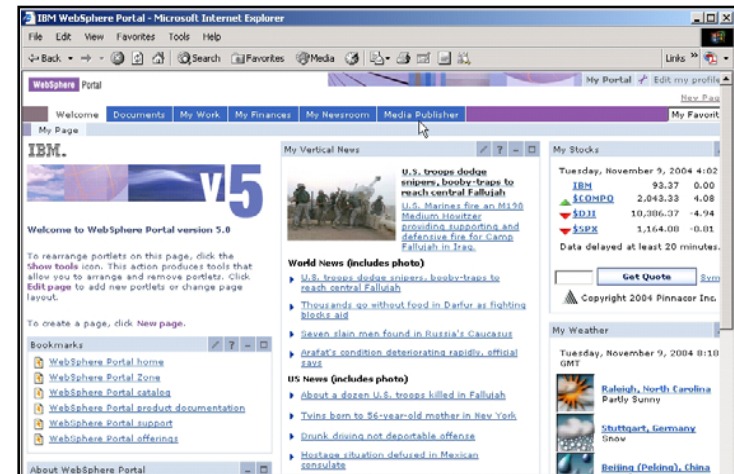 IBM WebSphere Portal - Microsoft Internet Explorer
File Edit View Favorites Tools Help
Back Search Favorites Media Links »
WebSphere Portal My Portal Edit my profile
New Pag
Welcome Documents My Work My Finances My Newsroom Media Publisher My Favorit
My Page
IBM.
v5
Welcome to WebSphere Portal version 5.0
To rearrange portlets on this page, click the
Show tools icon. This action produces tools that
allow you to arrange and remove portlets. Click
Edit page to add new portlets or change page
layout.
To create a page, click New page.
Bookmarks ? 
WebSphere Portal home
WebSphere Portal Zone
WebSphere Portal catalog
WebSphere Portal product documentation
WebSphere Portal support
WebSphere Portal offerings
About WebSphere Portal
My Vertical News ?
U.S. troops dodge
snipers, booby-traps to
reach central Fallujah
U.S. Marines fire an M198
Medium Howitzer
providing supporting and
defensive fire for Camp
Fallujah in Iraq.
World News (includes photo)
U.S. troops dodge snipers, booby-traps to
reach central Fallujah
Thousands go without food in Darfur as fighting
blocks aid
Seven slain men found in Russia's Caucasus
Arafat's condition deteriorating rapidly, official
says
US News (includes photo)
About a dozen U.S. troops killed in Fallujah
Twins born to 56-year-old mother in New York
Drunk driving not deportable offense
Hostage situation defused in Mexican
consulate
My Stocks
Tuesday, November 9, 2004 4:02
IBM 93.37 0.00
$COMPQ 2,043.33 4.08
$DJI 10,386.37 -4.94
$SPX 1,164.08 -0.81
Data delayed at least 20 minutes.
Get Quote Sym
Copyright 2004 Pinnacor Inc.
My Weather
Tuesday, November 9, 2004 8:18
GMT
Raleigh, North Carolina
Partly Sunny
Stuttgart, Germany
Snow
Beijing (Peking), China